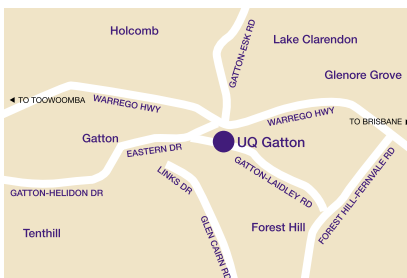 Holcomb
GATTON-ESK RD
Lake Clarendon
Glenore Grove
◄ TO TOOWOOMBA
WARREGO HWY
WARREGO HWY
TO BRISBANE ►
Gatton
EASTERN DR
UQ Gatton
LINKS DR
GATTON-LAIDLEY RD
FOREST HILL-FERNVALE RD
GATTON-HELIDON DR
GLEN CAIRN RD
Forest Hill
Tenthill